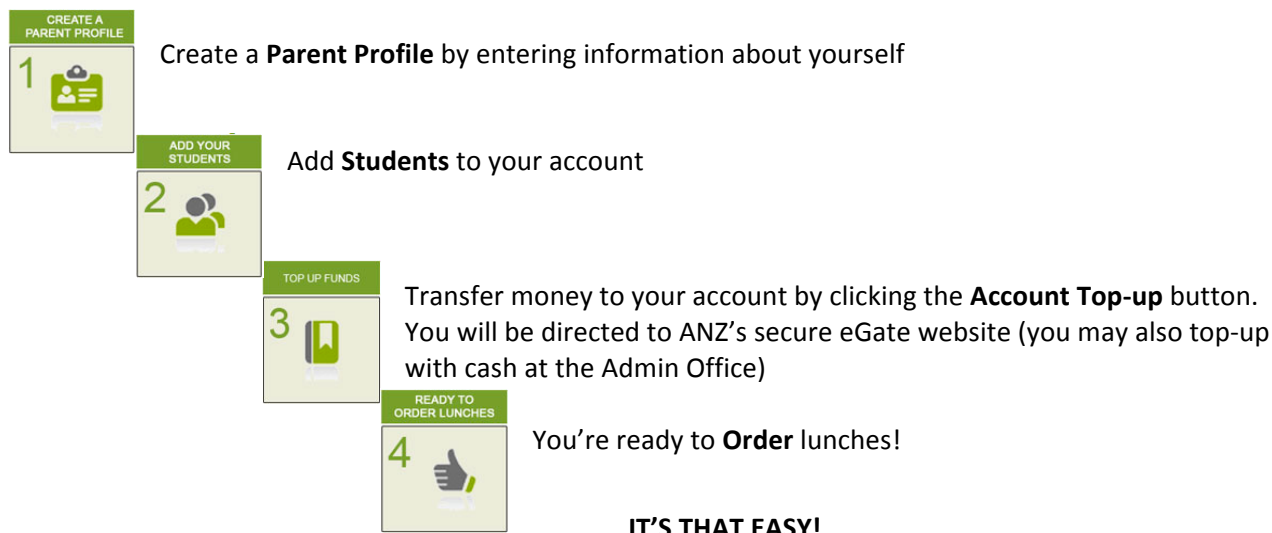 CREATE A
PARENT PROFILE
1
Create a Parent Profile by entering information about yourself
ADD YOUR
STUDENTS
2
Add Students to your account
TOP UP FUNDS
3
Transfer money to your account by clicking the Account Top-up button.
You will be directed to ANZ’s secure eGate website (you may also top-up
with cash at the Admin Office)
READY TO
ORDER LUNCHES
4
You’re ready to Order lunches!
IT’S THAT EASY!